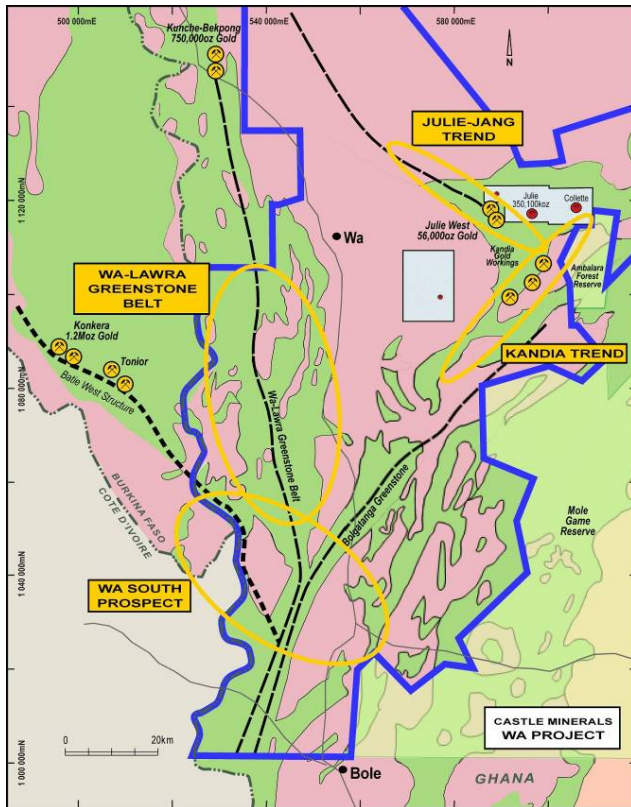 500 000mE
540 000mE
580 000mE
Kunche-Bekpong
750,000oz Gold
N
JULIE-JANG
TREND
1 120 000mN
Julie
350,100koz
Collette
Julie West
56,000oz Gold
Wa
Kandia
Gold
Workings
Ambalara
Forest
Reserve
WA-LAWRA
GREENSTONE
BELT
Konkera
1.2Moz Gold
Tonior
KANDIA TREND
1 080 000mN
Batie West Structure
Wa-Lawra Greenstone Belt
Bolgatanga Greenstone
BURKINA FASO
COTE D'IVOIRE
Mole
Game
Reserve
1 040 000mN
WA SOUTH
PROSPECT
CASTLE MINERALS
WA PROJECT
0
20km
1 000 000mN
Bole
GHANA